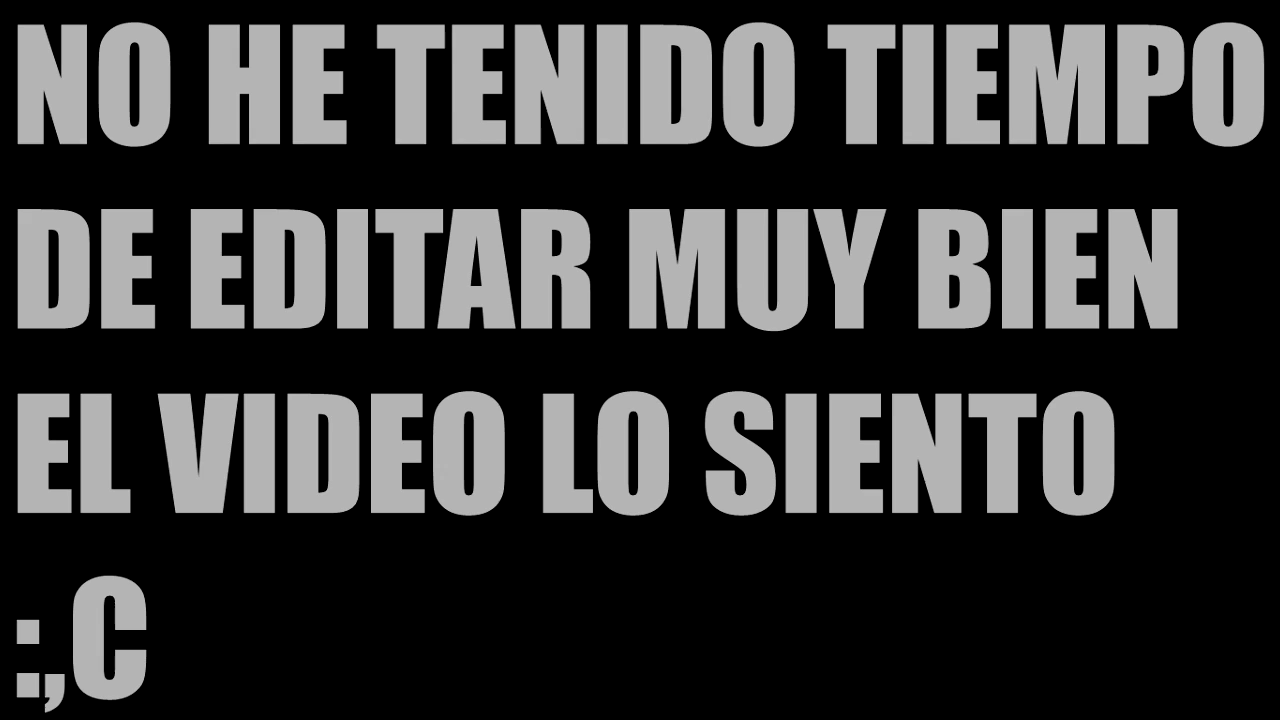 NO HE TENIDO TIEMPO
DE EDITAR MUY BIEN
EL VIDEO LO SIENTO
:,C